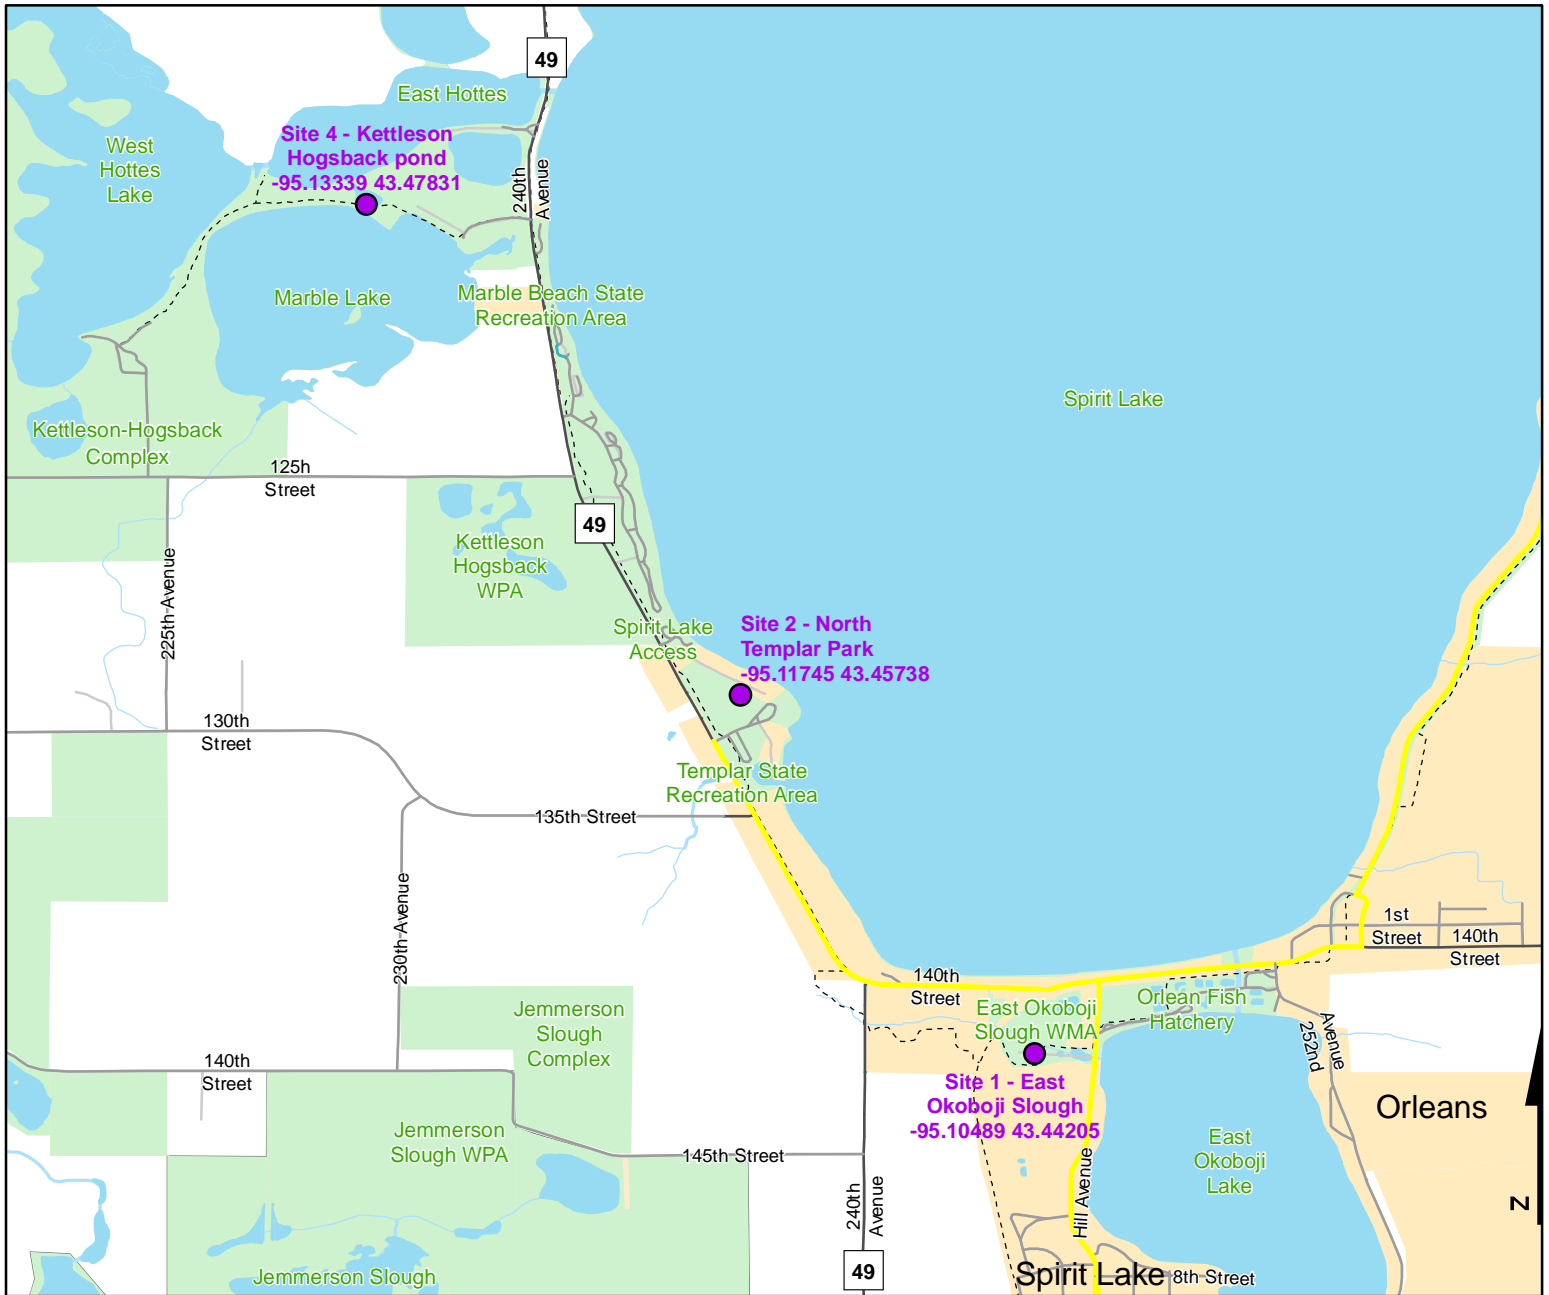 49
East Hottes
Site 4 - Kettleson
Hogsback pond
-95.13339 43.47831
West
Hottes
Lake
240th
Avenue
Marble Lake
Marble Beach State
Recreation Area
Spirit Lake
Kettleson-Hogsback
Complex
125h
Street
49
Kettleson
Hogsback
WPA
225th Avenue
Spirit Lake
Access
Site 2 - North
Templar Park
-95.11745 43.45738
130th
Street
Templar State
Recreation Area
135th Street
230th Avenue
1st
Street
140th
Street
140th
Street
East Okoboji
Slough WMA
Orlean Fish
Hatchery
Jemmerson
Slough
Complex
252nd
Avenue
140th
Street
Site 1 - East
Okoboji Slough
-95.10489 43.44205
Orleans
Jemmerson
Slough WPA
145th Street
East
Okoboji
Lake
240th
Avenue
Hill Avenue
N
49
Jemmerson Slough
Spirit Lake
8th Street